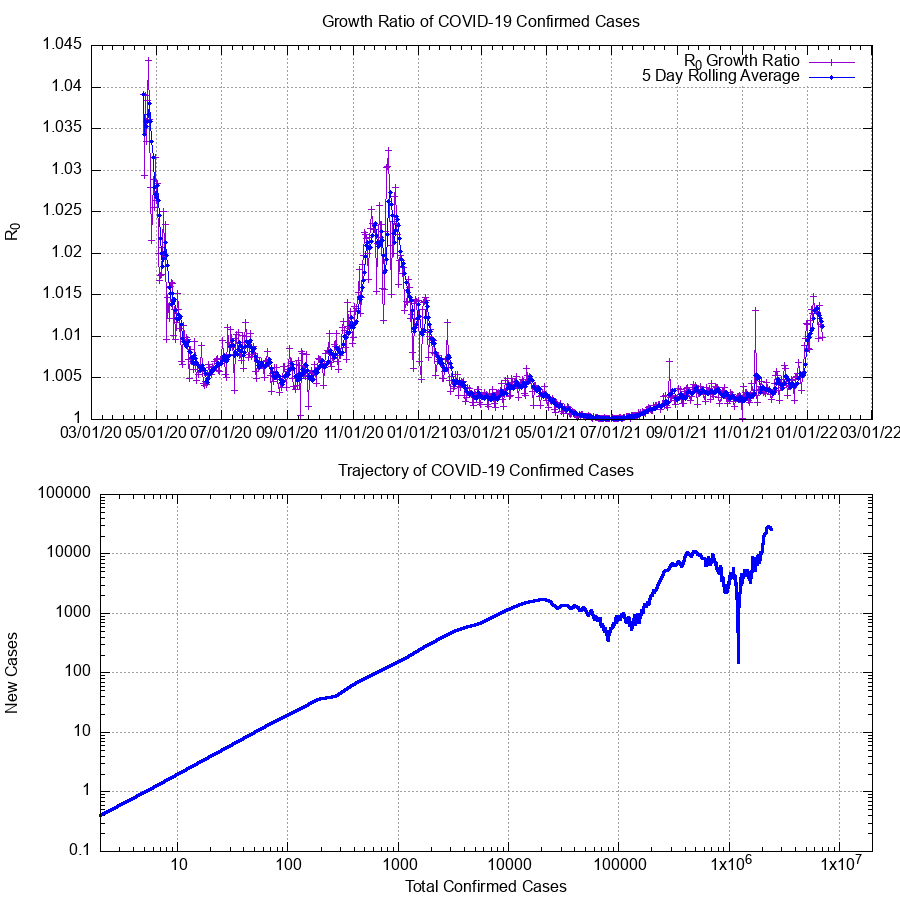 Growth Ratio of COVID-19 Confirmed Cases
R0 Growth Ratio
5 Day Rolling Average
1.045
1.04
1.035
1.03
1.025
1.02
1.015
1.01
1.005
1
R0
03/01/20 05/01/20 07/01/20 09/01/20 11/01/20 01/01/21 03/01/21 05/01/21 07/01/21 09/01/21 11/01/21 01/01/22 03/01/22
Trajectory of COVID-19 Confirmed Cases
100000
10000
1000
100
10
1
0.1
New Cases
10 100 1000 10000 100000 1x10^6 1x10^7
Total Confirmed Cases